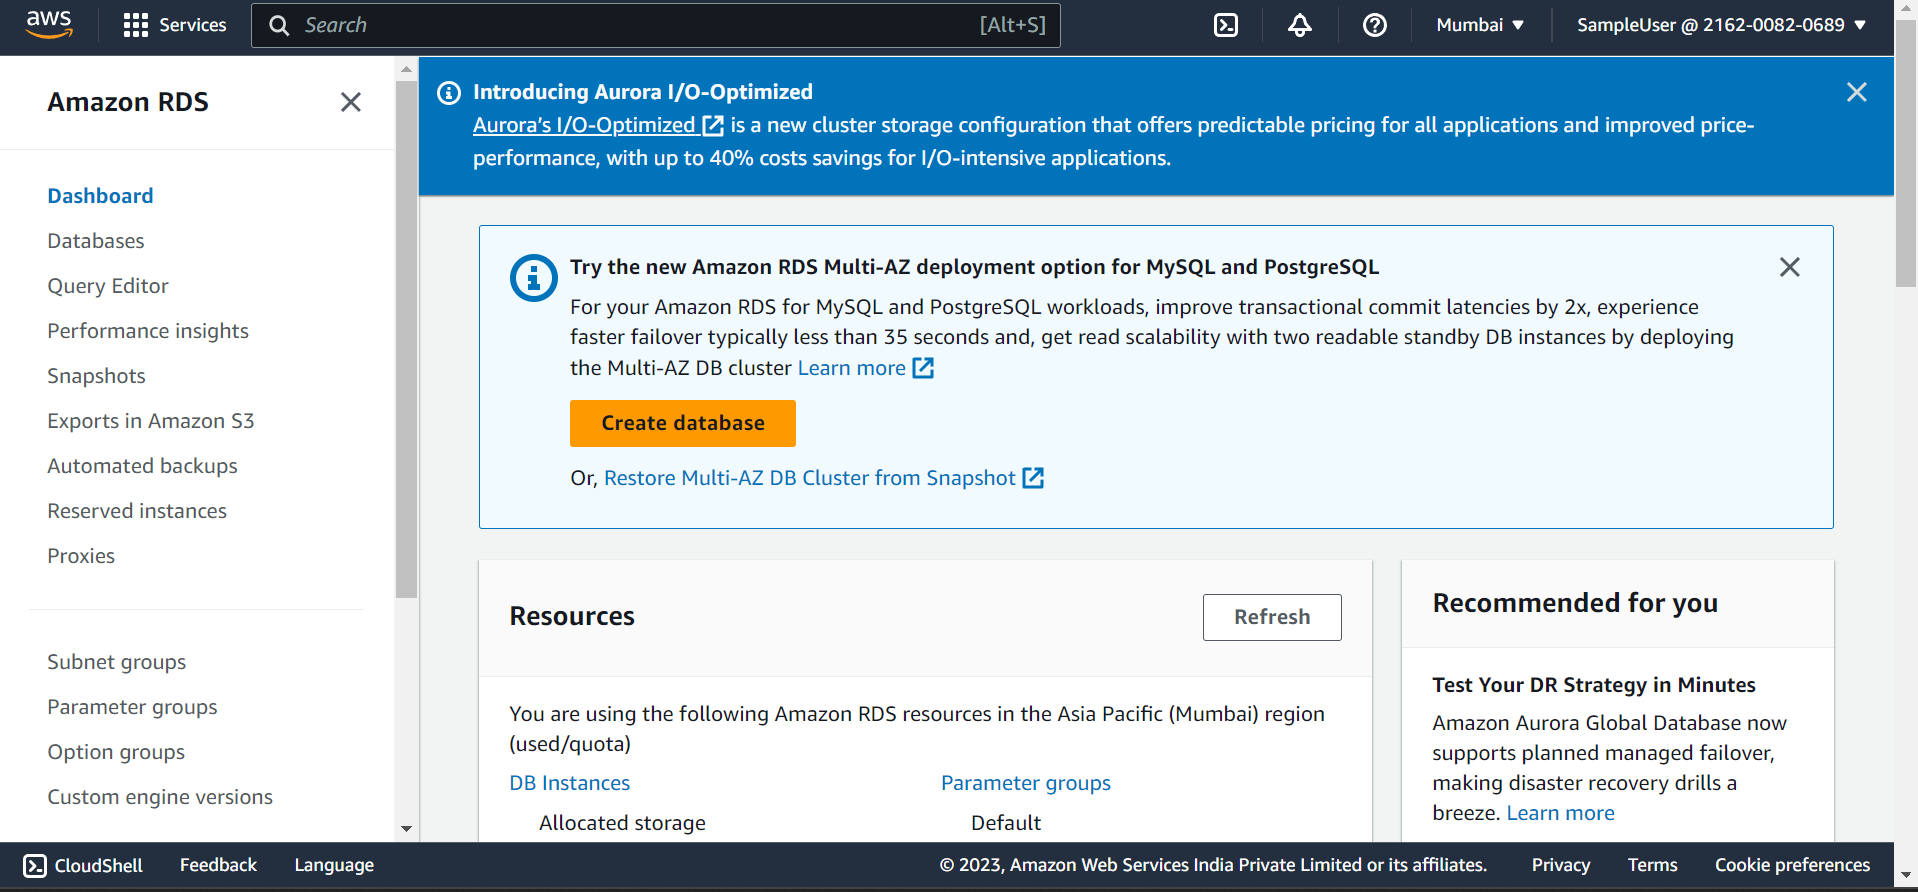 aws
Services
Search
[Alt+S]
Mumbai
SampleUser @ 2162-0082-0689
Amazon RDS
Dashboard
Databases
Query Editor
Performance insights
Snapshots
Exports in Amazon S3
Automated backups
Reserved instances
Proxies
Subnet groups
Parameter groups
Option groups
Custom engine versions
Introducing Aurora I/O-Optimized
Aurora's I/O-Optimized is a new cluster storage configuration that offers predictable pricing for all applications and improved price-
performance, with up to 40% costs savings for I/O-intensive applications.
Try the new Amazon RDS Multi-AZ deployment option for MySQL and PostgreSQL
For your Amazon RDS for MySQL and PostgreSQL workloads, improve transactional commit latencies by 2x, experience
faster failover typically less than 35 seconds and, get read scalability with two readable standby DB instances by deploying
the Multi-AZ DB cluster Learn more
Create database
Or, Restore Multi-AZ DB Cluster from Snapshot
Resources
Refresh
You are using the following Amazon RDS resources in the Asia Pacific (Mumbai) region
(used/quota)
DB Instances
Allocated storage
Parameter groups
Default
Recommended for you
Test Your DR Strategy in Minutes
Amazon Aurora Global Database now
supports planned managed failover,
making disaster recovery drills a
breeze. Learn more
CloudShell
Feedback
Language
© 2023, Amazon Web Services India Private Limited or its affiliates.
Privacy
Terms
Cookie preferences